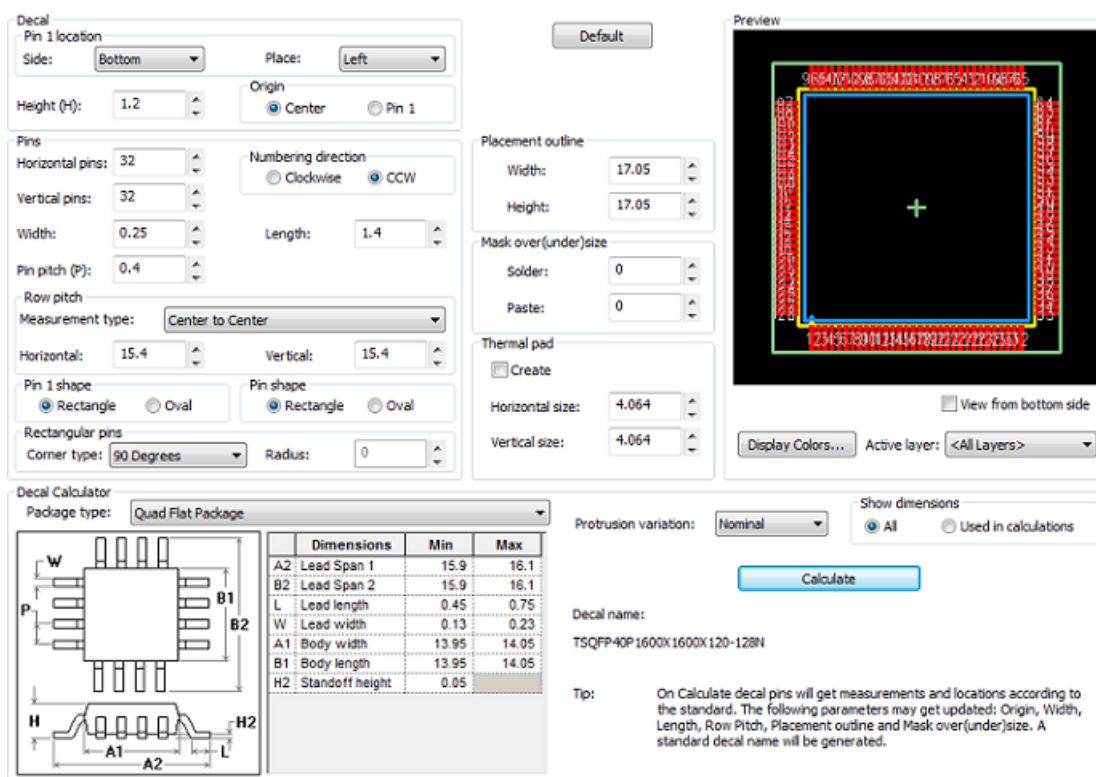 Decal
Pin 1 location
Side: Bottom Place: Left
Height (H): 1.2
Origin
Center Pin 1
Default
Pins
Horizontal pins: 32
Vertical pins: 32
Numbering direction
Clockwise CCW
Width: 0.25 Length: 1.4
Pin pitch (P): 0.4
Row pitch
Measurement type: Center to Center
Horizontal: 15.4 Vertical: 15.4
Pin 1 shape
Rectangle Oval
Pin shape
Rectangle Oval
Rectangular pins
Corner type: 90 Degrees Radius: 0
Placement outline
Width: 17.05
Height: 17.05
Mask over(under)size
Solder: 0
Paste: 0
Thermal pad
Create
Horizontal size: 4.064
Vertical size: 4.064
Preview
View from bottom side
Display Colors... Active layer: <All Layers>
Decal Calculator
Package type: Quad Flat Package
W
P
B1
B2
H
H2
A1
L
A2
Dimensions Min Max
A2 Lead Span 1 15.9 16.1
B2 Lead Span 2 15.9 16.1
L Lead length 0.45 0.75
W Lead width 0.13 0.23
A1 Body width 13.95 14.05
B1 Body length 13.95 14.05
H2 Standoff height 0.05
Protrusion variation: Nominal
Show dimensions
All Used in calculations
Calculate
Decal name:
TSQFP40P1600X1600X120-128N
Tip: On Calculate decal pins will get measurements and locations according to
the standard. The following parameters may get updated: Origin, Width,
Length, Row Pitch, Placement outline and Mask over(under)size. A
standard decal name will be generated.